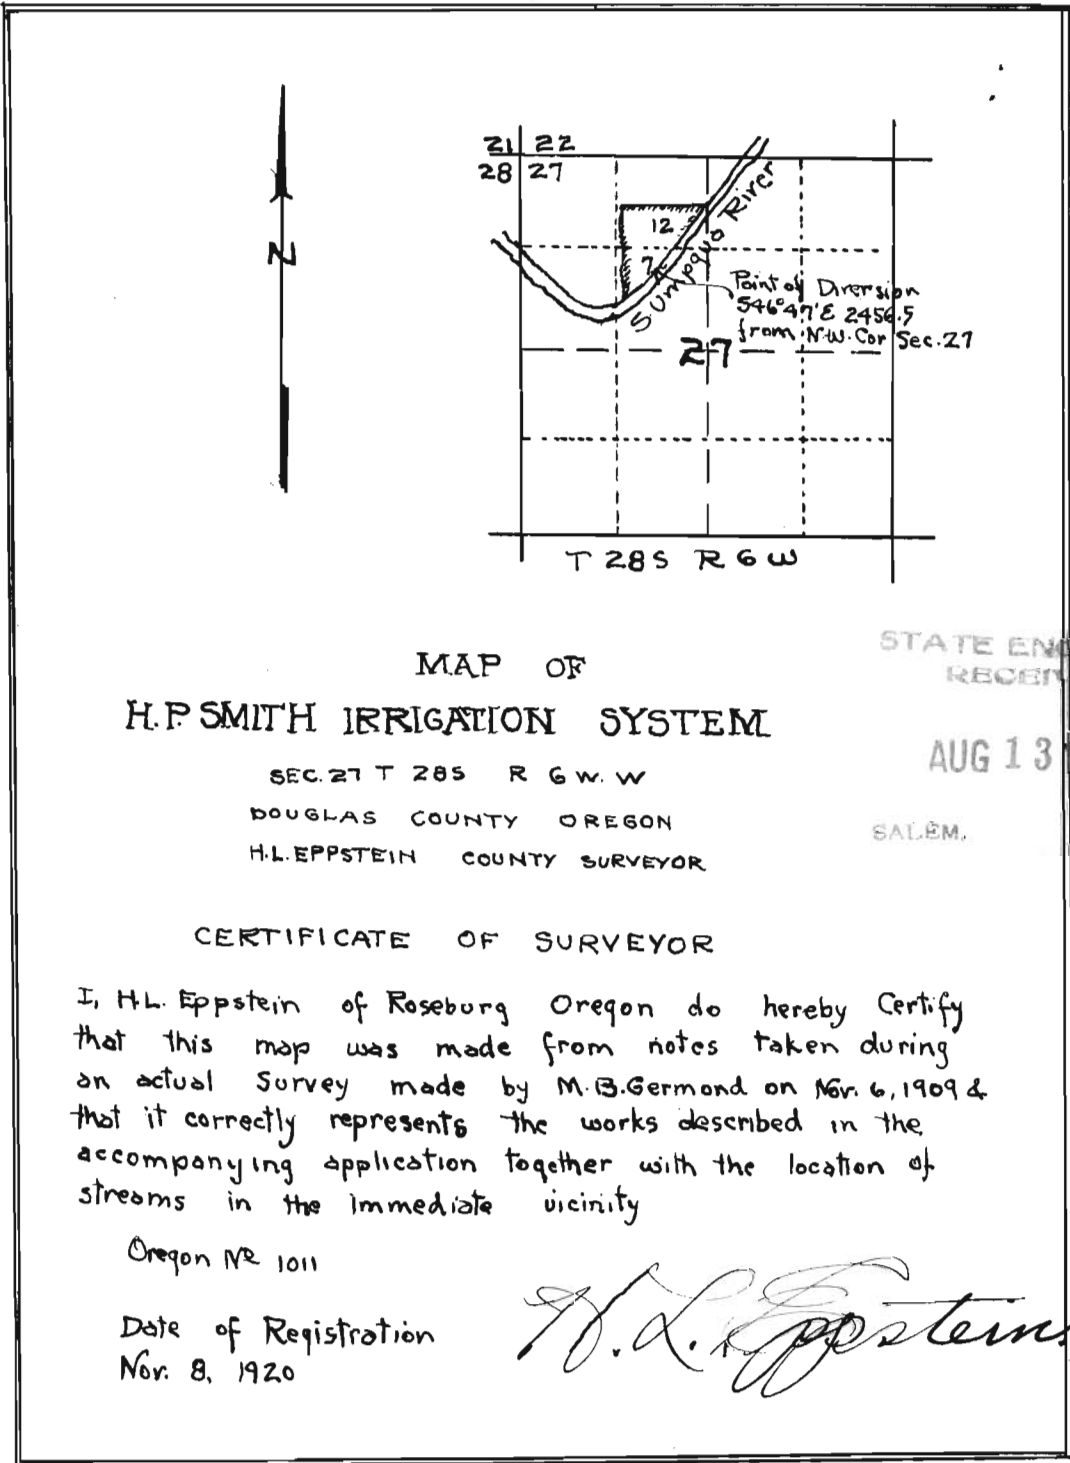 N
21 22
28 27
12
7
S Umpqua River
Point of Diversion
S46°47'E 2456.5
from N.W. Cor Sec. 27
27
T 28S R 6 W
MAP OF
H.P. SMITH IRRIGATION SYSTEM
SEC. 27 T 28S R 6 W. W
DOUGLAS COUNTY OREGON
H.L. EPPSTEIN COUNTY SURVEYOR
STATE ENG
RECEIV
AUG 13
SALEM.
CERTIFICATE OF SURVEYOR
I, H.L. Eppstein of Roseburg Oregon do hereby Certify
that this map was made from notes taken during
an actual Survey made by M.B. Germond on Nov. 6, 1909 &
that it correctly represents the works described in the
accompanying application together with the location of
streams in the immediate vicinity
Oregon No 1011
Date of Registration
Nov. 8, 1920
H. L. Eppstein